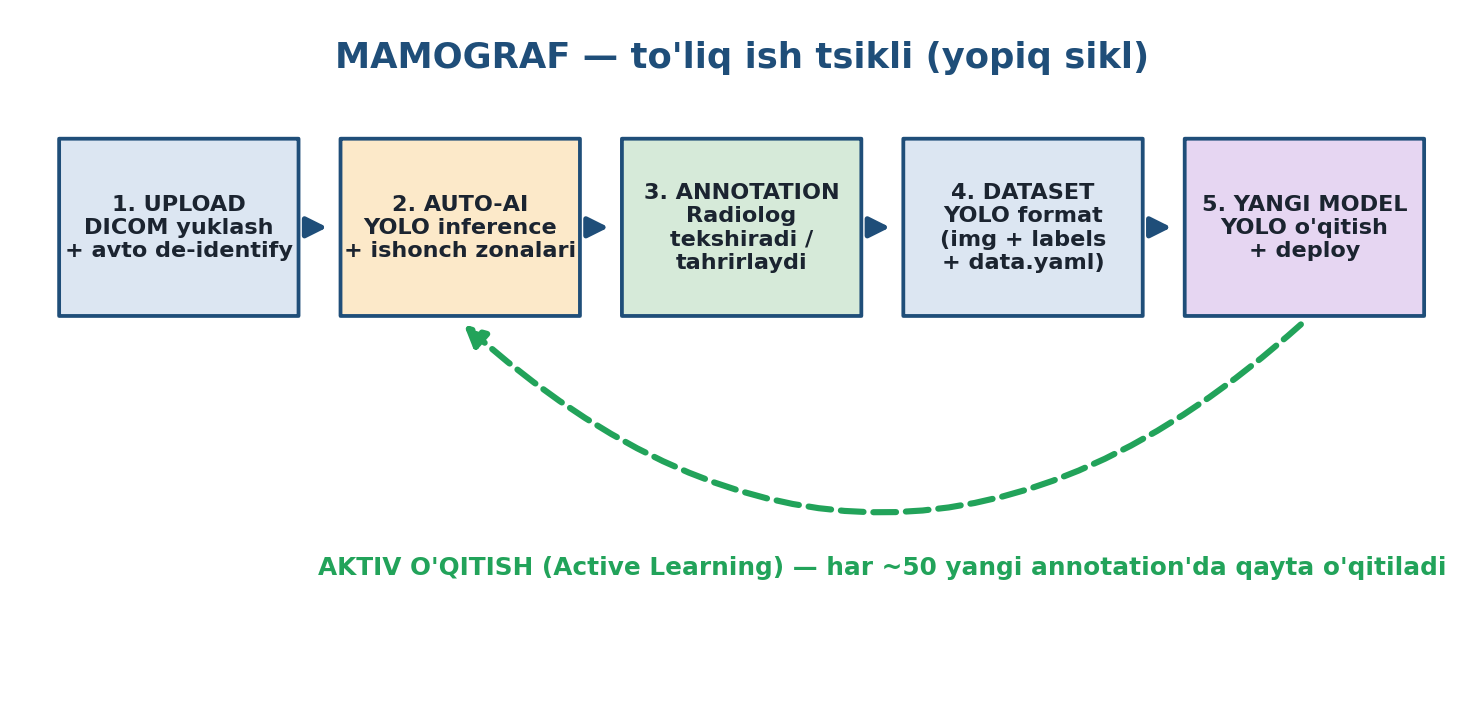 MAMOGRAF — to'liq ish tsikli (yopiq sikl)
1. UPLOAD
DICOM yuklash
+ avto de-identify
2. AUTO-AI
YOLO inference
+ ishonch zonalari
3. ANNOTATION
Radiolog
tekshiradi /
tahrirlaydi
4. DATASET
YOLO format
(img + labels
+ data.yaml)
5. YANGI MODEL
YOLO o'qitish
+ deploy
AKTIV O'QITISH (Active Learning) — har ~50 yangi annotation'da qayta o'qitiladi